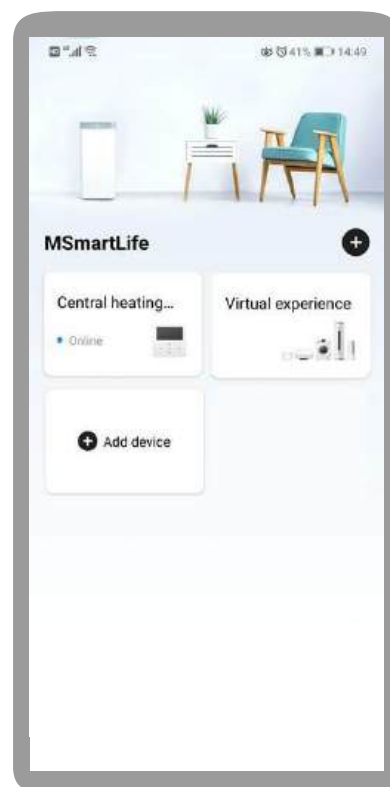 41% 14:49
MSmartLife
Central heating...
Online
Virtual experience
Add device